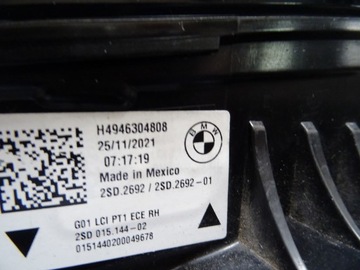 H4946304808
25/11/2021
07:17:19
BMW
Made in Mexico
2SD.2692 / 2SD.2692-01
G01 LCI PT1 ECE RH
2SD 015.144-02
0151440200049678